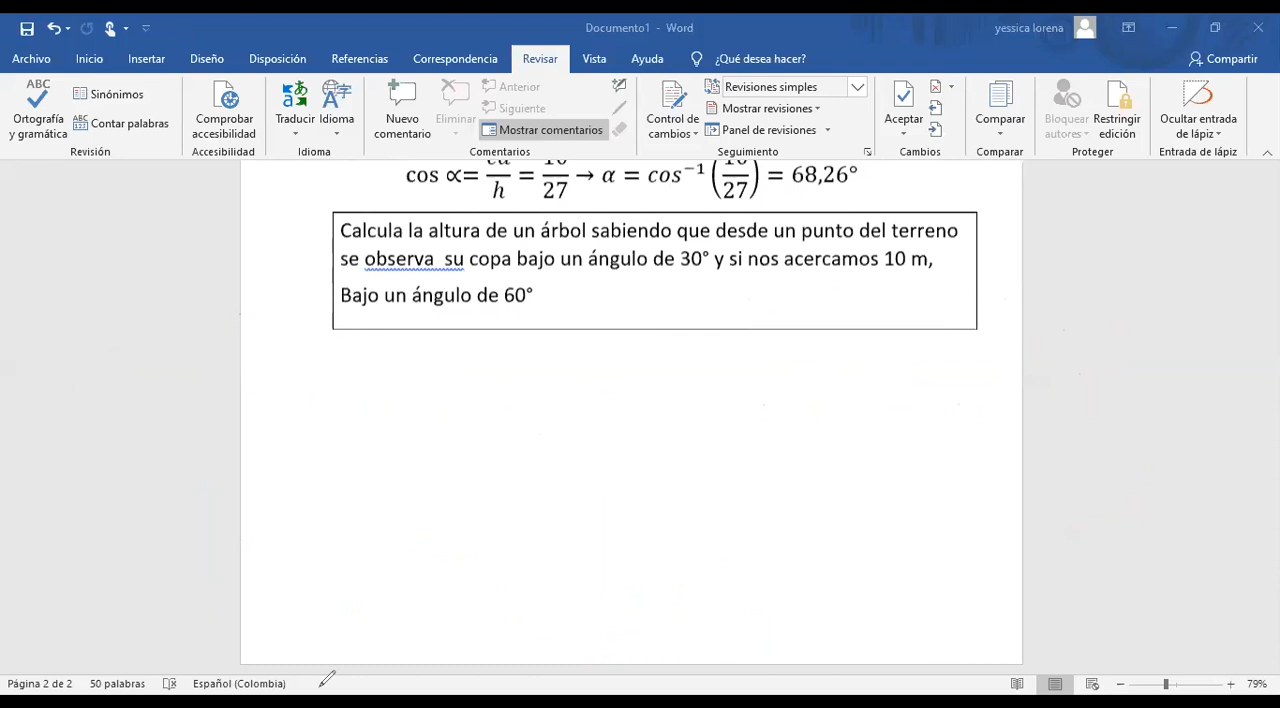 Documento1 - Word
yessica lorena
Archivo Inicio Insertar Diseño Disposición Referencias Correspondencia Revisar Vista Ayuda ¿Qué desea hacer? Compartir
ABC
Ortografía
y gramática
Sinónimos
ABC
123
Contar palabras
Revisión
Comprobar
accesibilidad
Accesibilidad
Traducir
Idioma
Idioma
Nuevo
comentario
Eliminar
Anterior
Siguiente
Mostrar comentarios
Comentarios
Control de
cambios
Revisiones simples
Mostrar revisiones
Panel de revisiones
Seguimiento
Aceptar
Cambios
Comparar
Comparar
Bloquear
autores
Restringir
edición
Proteger
Ocultar entrada
de lápiz
Entrada de lápiz
cos ∝= ca/h = 10/27 → α = cos⁻¹ (10/27) = 68,26°
Calcula la altura de un árbol sabiendo que desde un punto del terreno
se observa su copa bajo un ángulo de 30° y si nos acercamos 10 m,
Bajo un ángulo de 60°
Página 2 de 2 50 palabras Español (Colombia) 79%